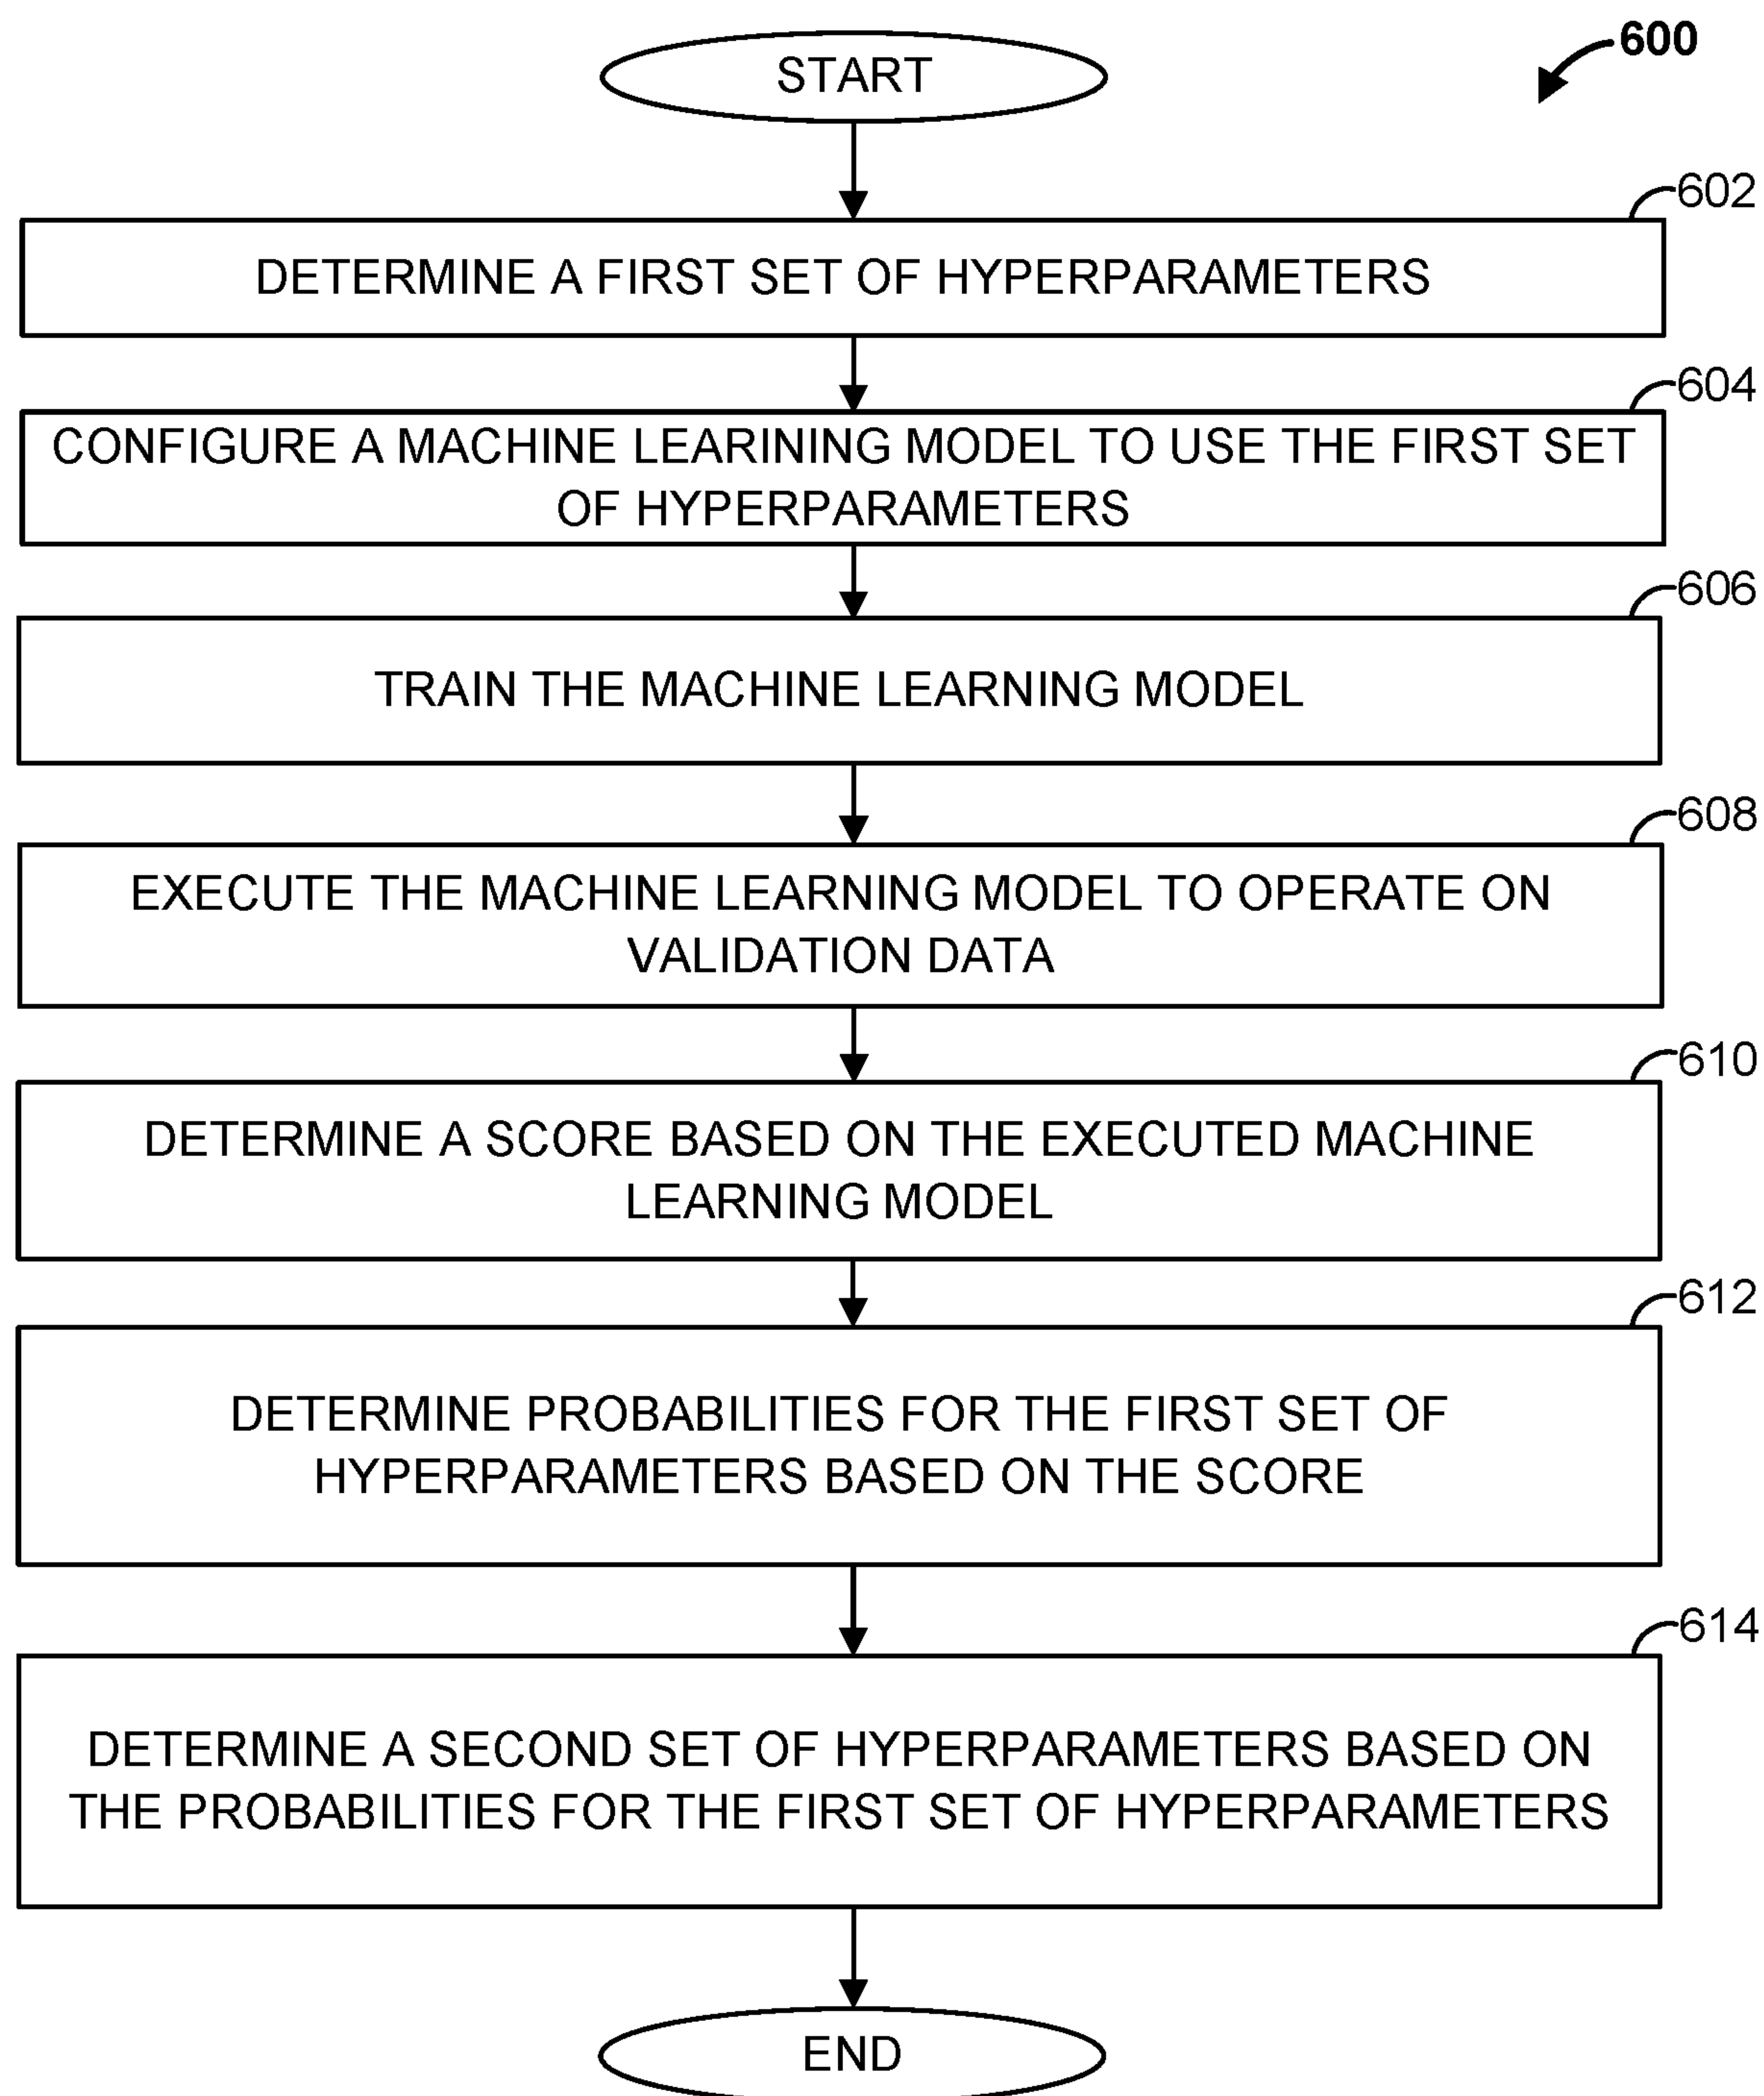 600
START
602
DETERMINE A FIRST SET OF HYPERPARAMETERS
604
CONFIGURE A MACHINE LEARINING MODEL TO USE THE FIRST SET
OF HYPERPARAMETERS
606
TRAIN THE MACHINE LEARNING MODEL
608
EXECUTE THE MACHINE LEARNING MODEL TO OPERATE ON
VALIDATION DATA
610
DETERMINE A SCORE BASED ON THE EXECUTED MACHINE
LEARNING MODEL
612
DETERMINE PROBABILITIES FOR THE FIRST SET OF
HYPERPARAMETERS BASED ON THE SCORE
614
DETERMINE A SECOND SET OF HYPERPARAMETERS BASED ON
THE PROBABILITIES FOR THE FIRST SET OF HYPERPARAMETERS
END